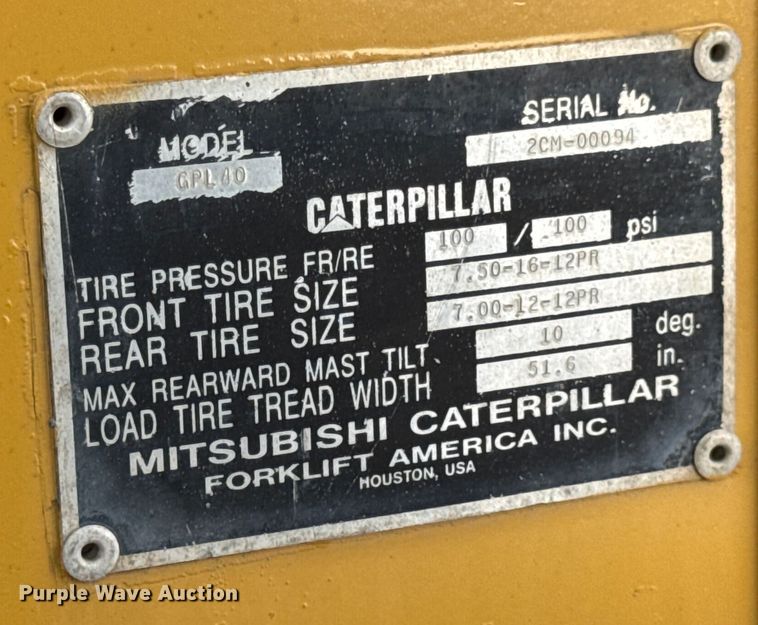 MODEL
GPL40
SERIAL No.
2CM-00094
CATERPILLAR
TIRE PRESSURE FR/RE 100 / 100 psi
FRONT TIRE SIZE 7.50-16-12PR
REAR TIRE SIZE 7.00-12-12PR
MAX REARWARD MAST TILT 10 deg.
LOAD TIRE TREAD WIDTH 51.6 in.
MITSUBISHI CATERPILLAR
FORKLIFT AMERICA INC.
HOUSTON, USA
Purple Wave Auction